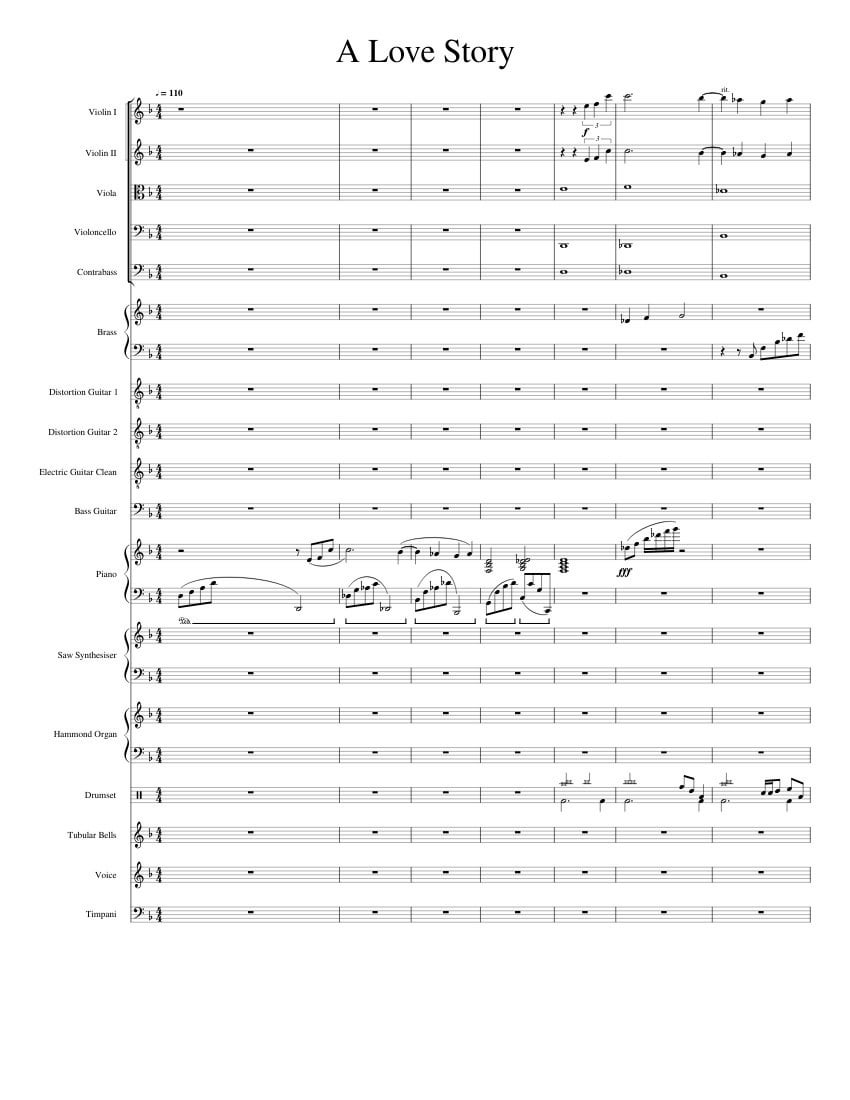 A Love Story
♩ = 110
rit.
Violin I
3
f
3
Violin II
Viola
Violoncello
Contrabass
Brass
Distortion Guitar 1
Distortion Guitar 2
Electric Guitar Clean
Bass Guitar
Piano
fff
Saw Synthesiser
Hammond Organ
Drumset
Tubular Bells
Voice
Timpani